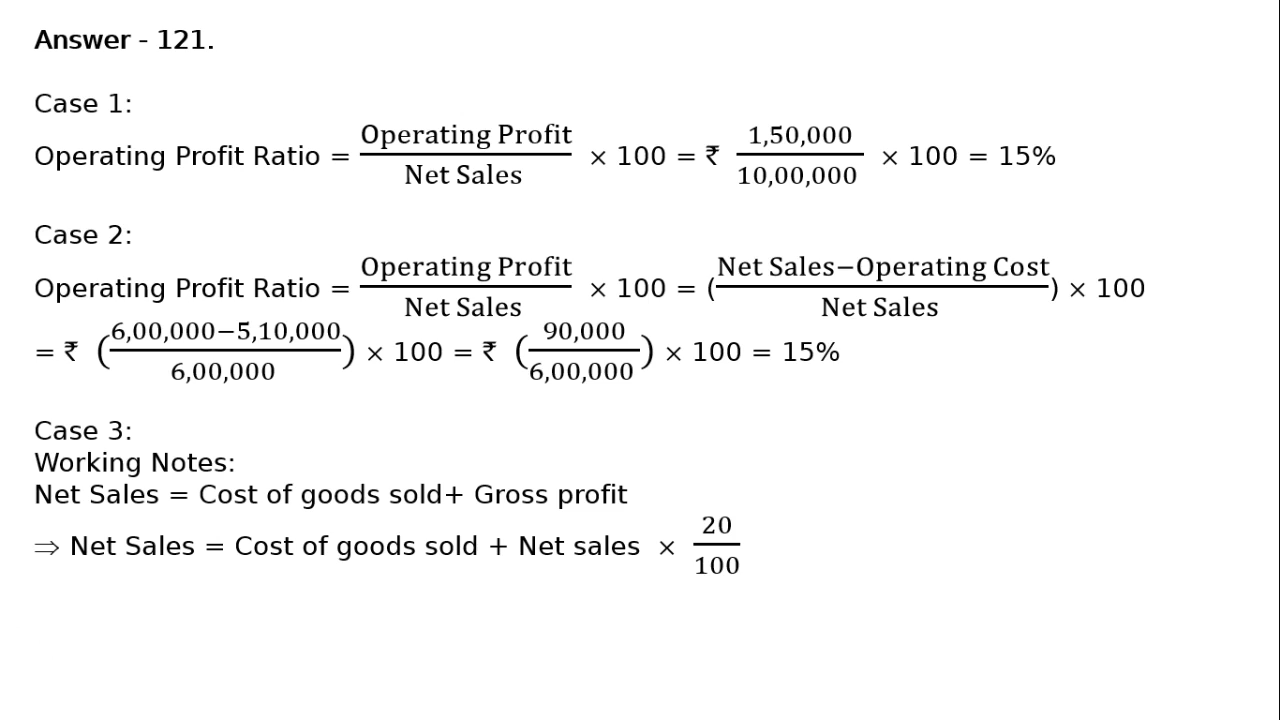 Answer - 121.
Case 1:
Operating Profit Ratio = Operating Profit / Net Sales × 100 = ₹ 1,50,000 / 10,00,000 × 100 = 15%
Case 2:
Operating Profit Ratio = Operating Profit / Net Sales × 100 = (Net Sales−Operating Cost / Net Sales) × 100
= ₹ (6,00,000−5,10,000 / 6,00,000) × 100 = ₹ (90,000 / 6,00,000) × 100 = 15%
Case 3:
Working Notes:
Net Sales = Cost of goods sold+ Gross profit
⇒ Net Sales = Cost of goods sold + Net sales × 20 / 100